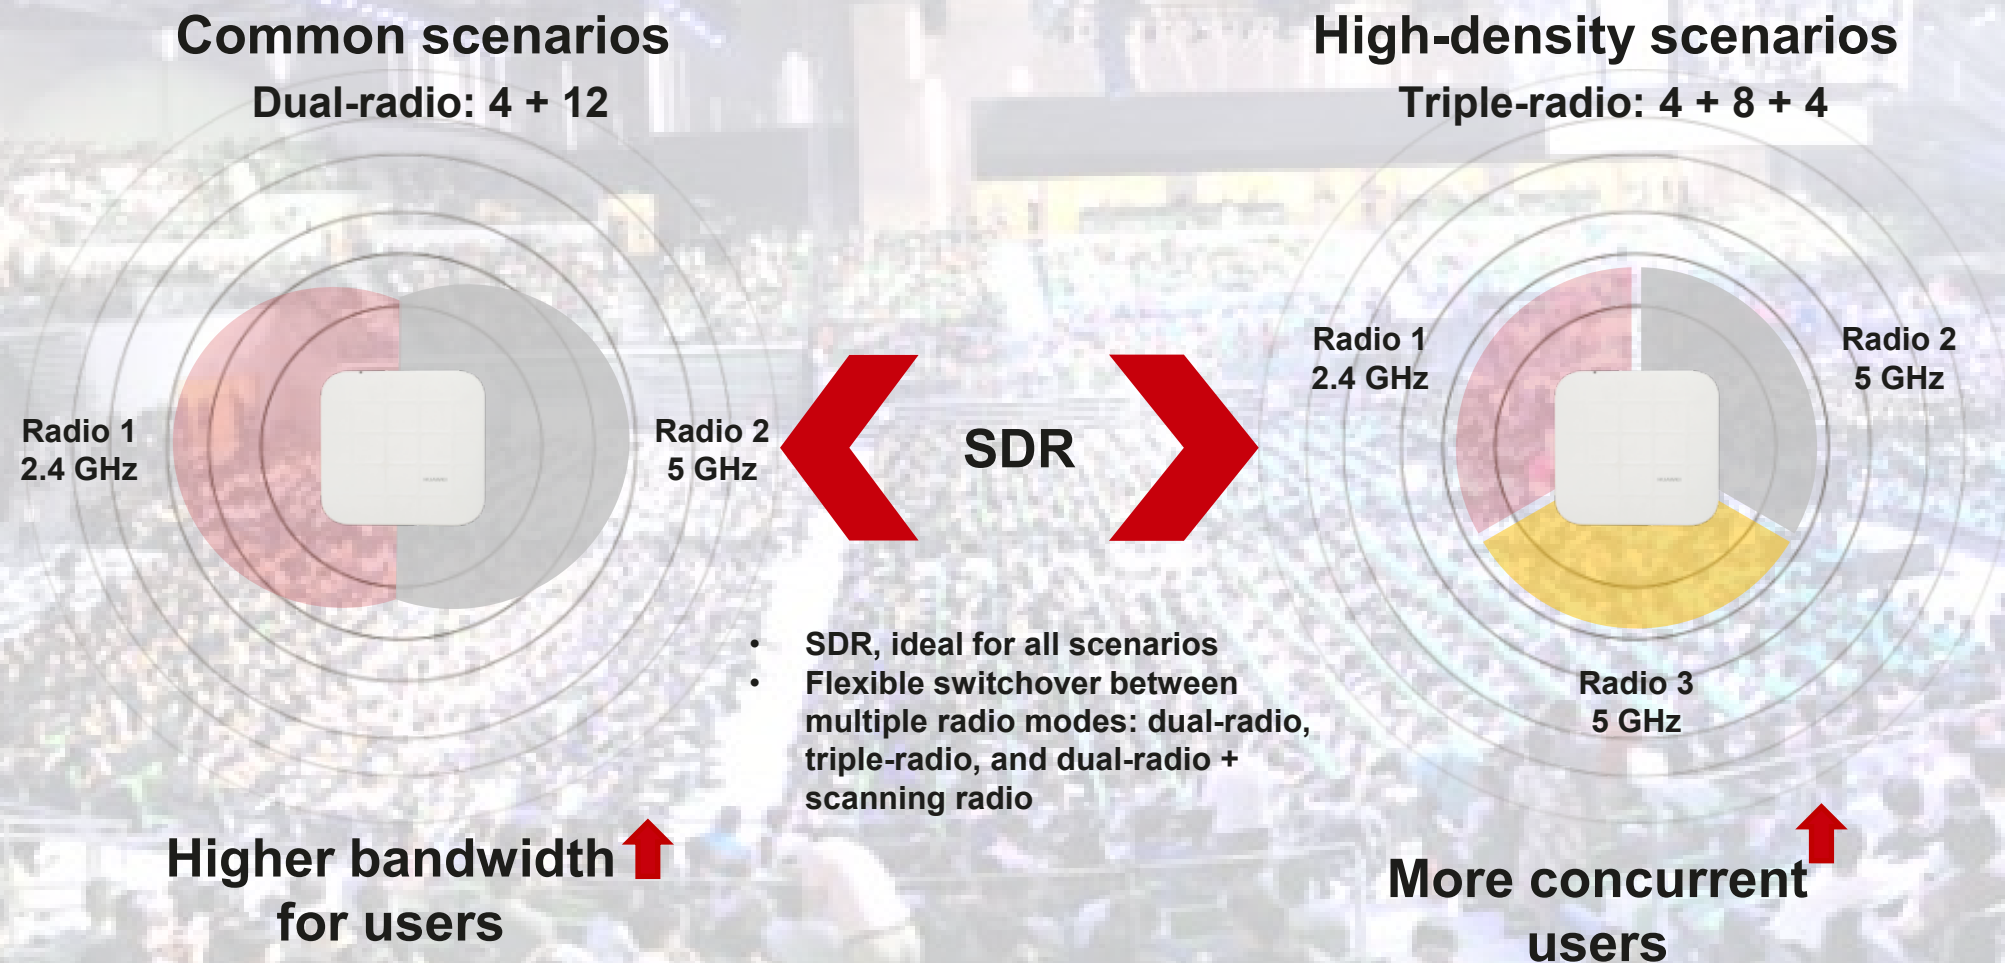 Common scenarios
Dual-radio: 4 + 12
Radio 1
2.4 GHz
Radio 2
5 GHz
SDR
• SDR, ideal for all scenarios
• Flexible switchover between
multiple radio modes: dual-radio,
triple-radio, and dual-radio +
scanning radio
Higher bandwidth
for users
High-density scenarios
Triple-radio: 4 + 8 + 4
Radio 1
2.4 GHz
Radio 2
5 GHz
Radio 3
5 GHz
More concurrent
users